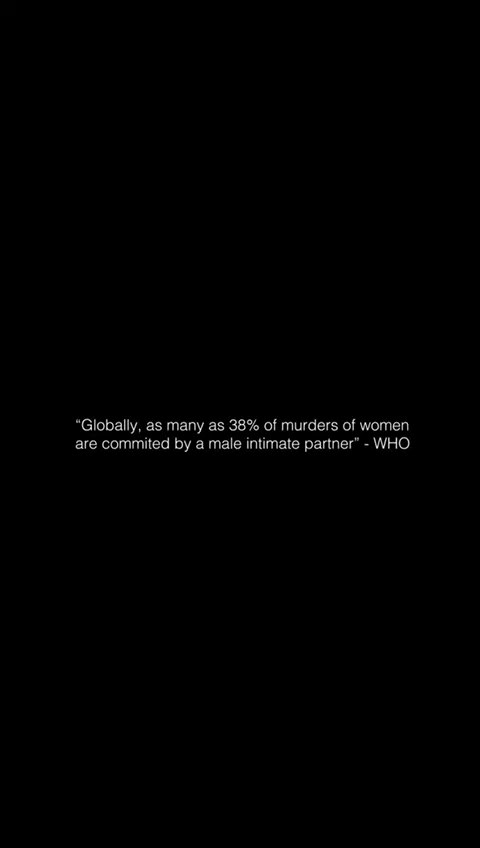 “Globally, as many as 38% of murders of women
are commited by a male intimate partner” - WHO